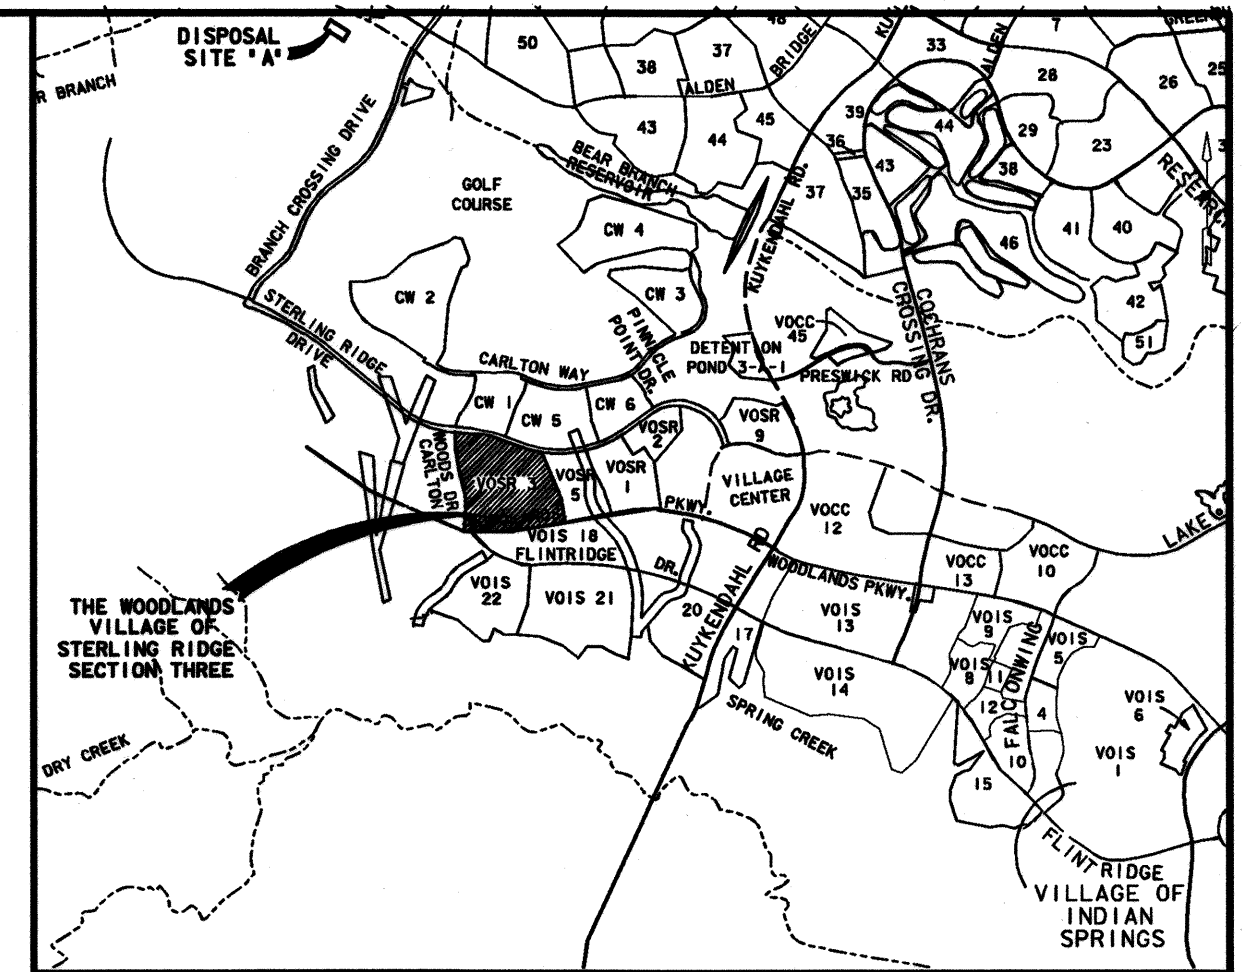 DISPOSAL
SITE "A"
R BRANCH
BRANCH CROSSING DRIVE
50
38
37
ALDEN
43
44
45
BRIDGE
33
ALDEN
7
28
26
25
39
44
29
23
36
43
38
37
35
RESEARCH
41
40
46
42
51
BEAR BRANCH
RESERVOIR
GOLF
COURSE
CW 4
CW 2
CW 3
KUYKENDAHL RD.
COCHRANS
CROSSING DR.
STERLING RIDGE
DRIVE
PINNACLE
POINT DR.
VOCC
45
DETENTION
POND 3-A-1
PRESWICK RD
CARLTON WAY
CW 1
CW 5
CW 6
VOSR
2
VOSR
9
CARLTON
WOODS DR
VOSR 3
VOSR
5
VOSR
1
VILLAGE
CENTER
PKWY.
VOCC
12
LAKE
VOIS 18
FLINTRIDGE
DR.
WOODLANDS PKWY.
VOCC
13
VOCC
10
VOIS
22
VOIS 21
20
KUYKENDAHL RD
17
VOIS
13
VOIS
14
VOIS
9
VOIS
8
11
12
10
FALCONWING
VOIS
5
4
VOIS
6
VOIS
1
15
THE WOODLANDS
VILLAGE OF
STERLING RIDGE
SECTION THREE
SPRING CREEK
DRY CREEK
FLINTRIDGE
VILLAGE OF
INDIAN
SPRINGS